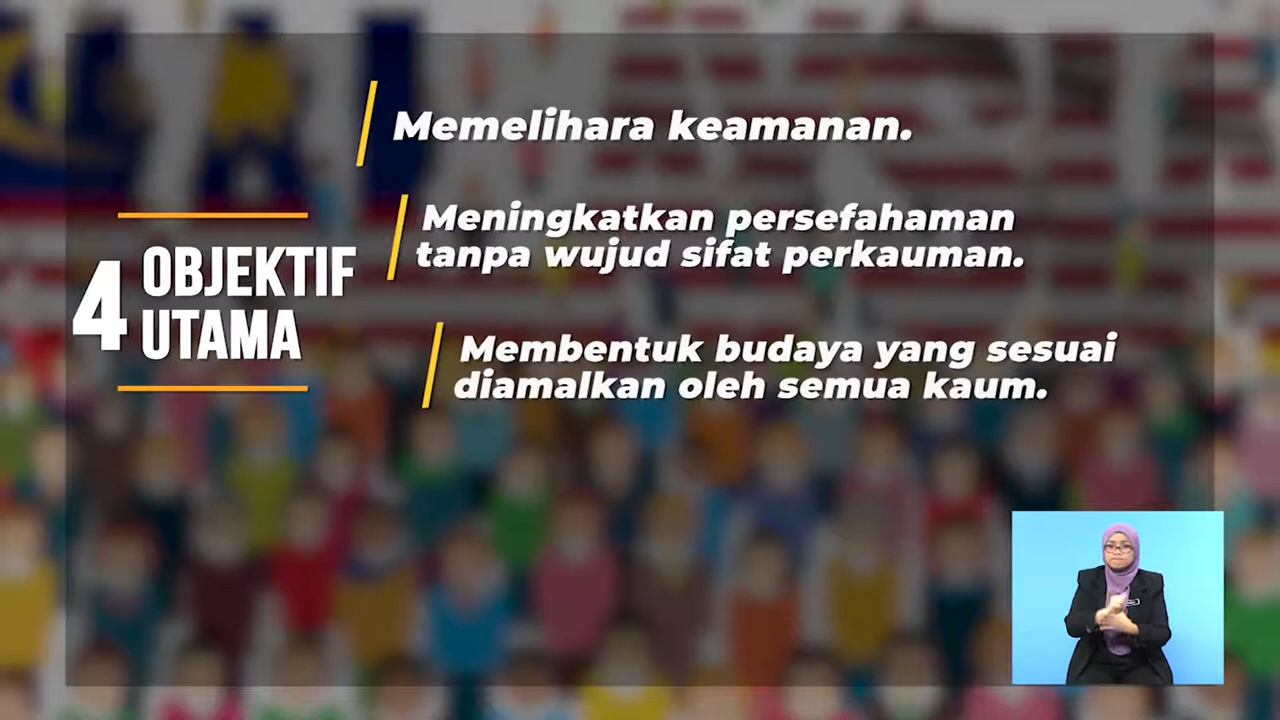 4 OBJEKTIF
UTAMA
Memelihara keamanan.
Meningkatkan persefahaman
tanpa wujud sifat perkauman.
Membentuk budaya yang sesuai
diamalkan oleh semua kaum.